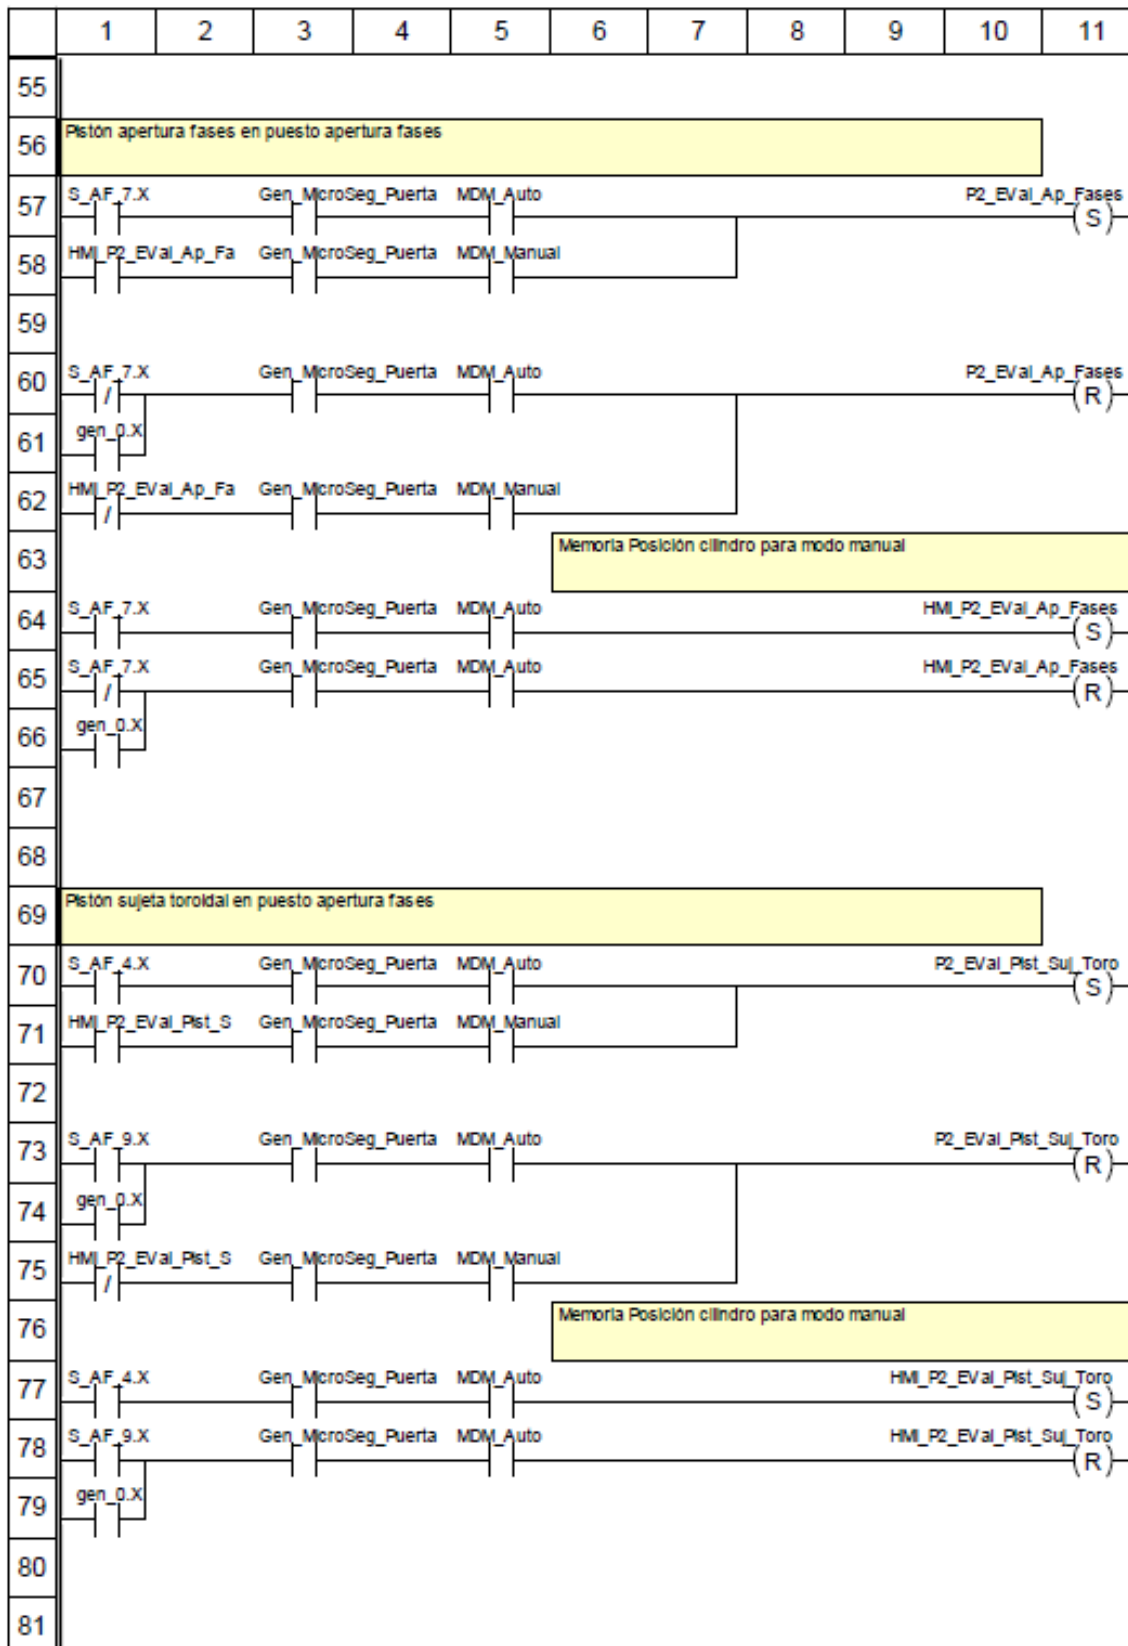 1 2 3 4 5 6 7 8 9 10 11
55
56 Pistón apertura fases en puesto apertura fases
S_AF_7.X Gen_MicroSeg_Puerta MDM_Auto P2_EVal_Ap_Fases
57 (S)
58 HMI_P2_EVal_Ap_Fa Gen_MicroSeg_Puerta MDM_Manual
59
S_AF_7.X Gen_MicroSeg_Puerta MDM_Auto P2_EVal_Ap_Fases
60 / (R)
61 gen_0.X
HMI_P2_EVal_Ap_Fa Gen_MicroSeg_Puerta MDM_Manual
62 /
63 Memoria Posición cilindro para modo manual
S_AF_7.X Gen_MicroSeg_Puerta MDM_Auto HMI_P2_EVal_Ap_Fases
64 (S)
S_AF_7.X Gen_MicroSeg_Puerta MDM_Auto HMI_P2_EVal_Ap_Fases
65 / (R)
66 gen_0.X
67
68
69 Pistón sujeta toroidal en puesto apertura fases
S_AF_4.X Gen_MicroSeg_Puerta MDM_Auto P2_EVal_Pist_Suj_Toro
70 (S)
71 HMI_P2_EVal_Pist_S Gen_MicroSeg_Puerta MDM_Manual
72
S_AF_9.X Gen_MicroSeg_Puerta MDM_Auto P2_EVal_Pist_Suj_Toro
73 (R)
74 gen_0.X
HMI_P2_EVal_Pist_S Gen_MicroSeg_Puerta MDM_Manual
75 /
76 Memoria Posición cilindro para modo manual
S_AF_4.X Gen_MicroSeg_Puerta MDM_Auto HMI_P2_EVal_Pist_Suj_Toro
77 (S)
S_AF_9.X Gen_MicroSeg_Puerta MDM_Auto HMI_P2_EVal_Pist_Suj_Toro
78 (R)
79 gen_0.X
80
81